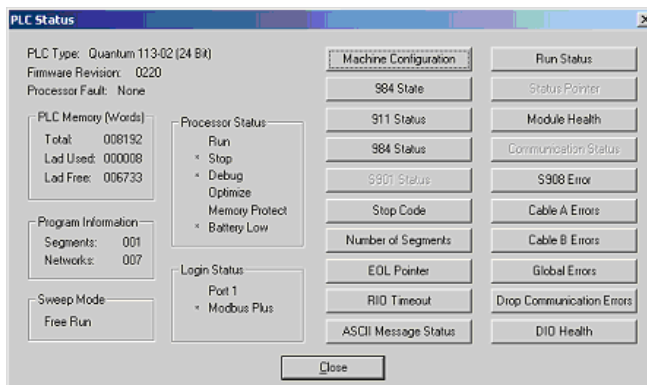 PLC Status
PLC Type: Quantum 113-02 (24 Bit)
Firmware Revision: 0220
Processor Fault: None
PLC Memory (Words)
Total: 008192
Lad Used: 000008
Lad Free: 006733
Program Information
Segments: 001
Networks: 007
Sweep Mode
Free Run
Processor Status
Run
* Stop
* Debug
Optimize
Memory Protect
* Battery Low
Login Status
Port 1
* Modbus Plus
Machine Configuration
984 State
911 Status
984 Status
S901 Status
Stop Code
Number of Segments
EOL Pointer
RIO Timeout
ASCII Message Status
Run Status
Status Pointer
Module Health
Communication Status
S908 Error
Cable A Errors
Cable B Errors
Global Errors
Drop Communication Errors
DIO Health
Close